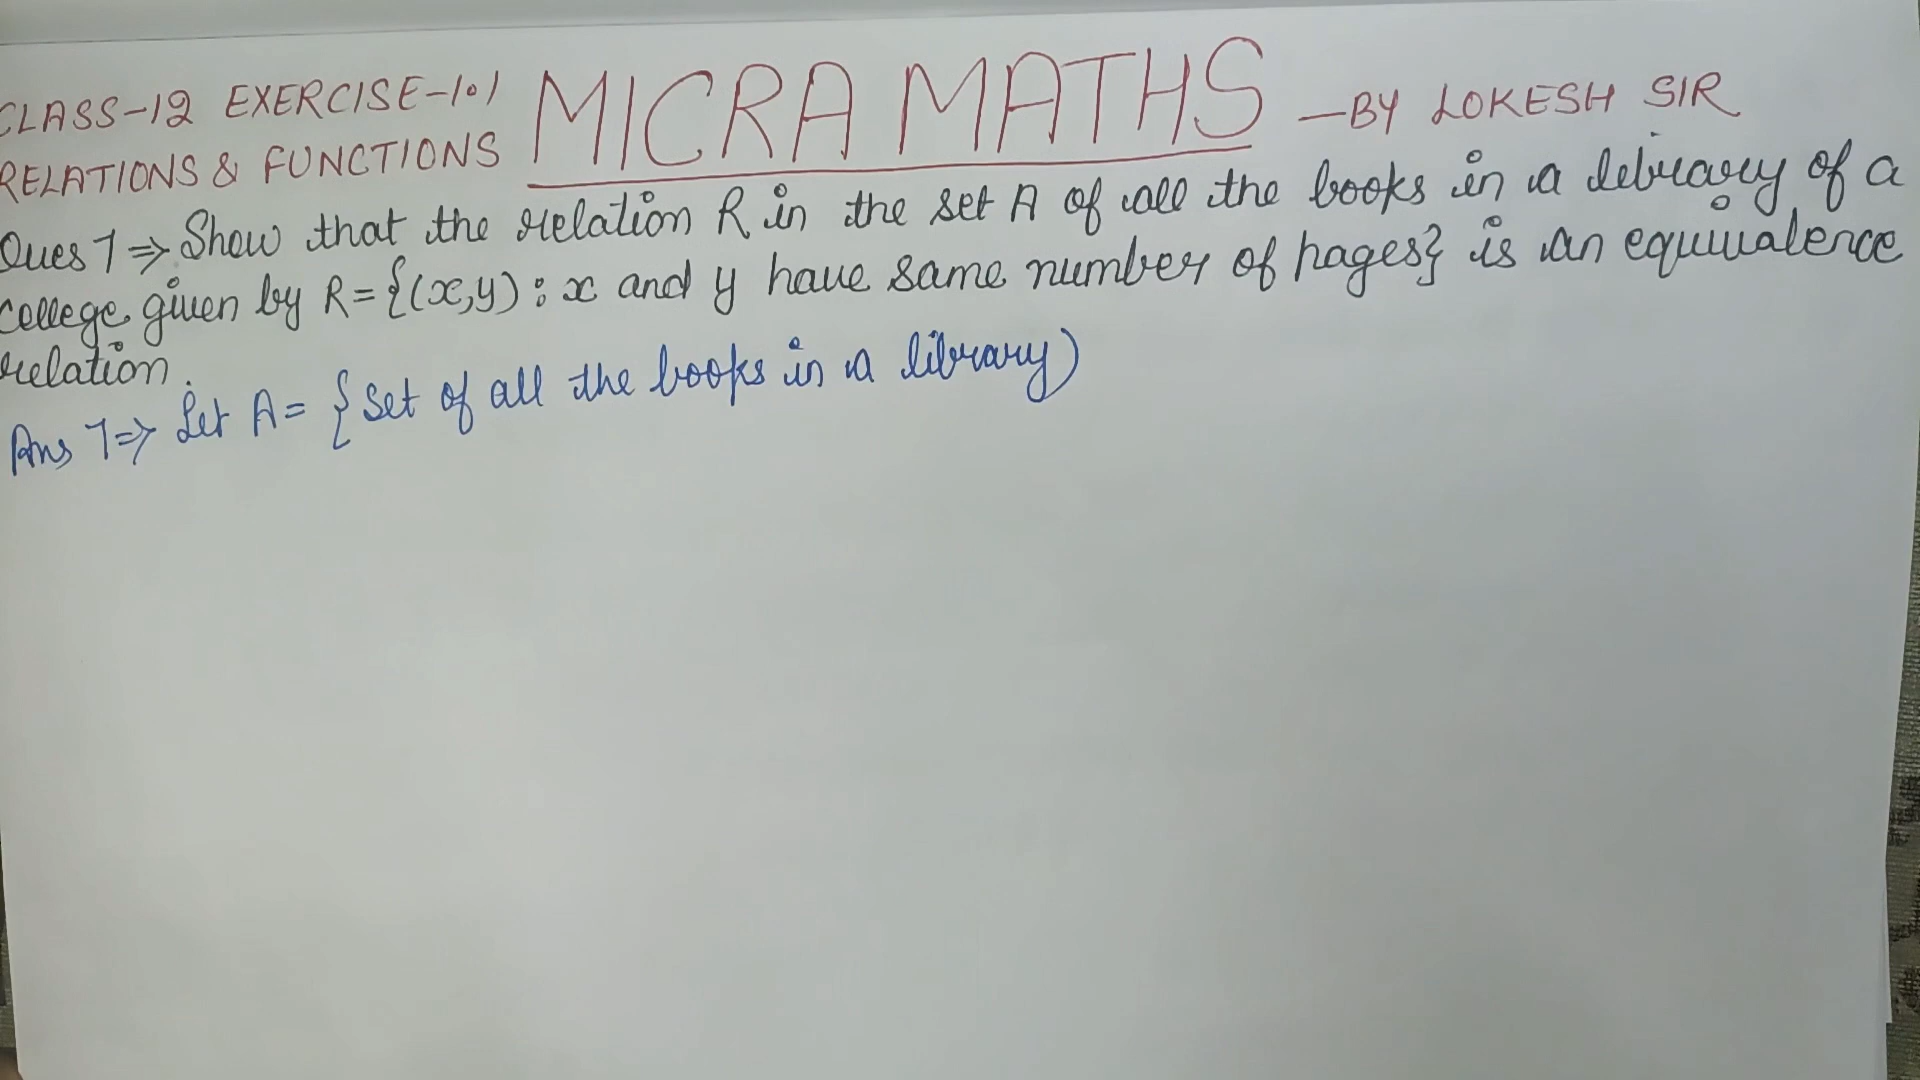 CLASS-12 EXERCISE-1.1
RELATIONS & FUNCTIONS
MICRA MATHS
-BY LOKESH SIR
Ques 7⇒ Show that the relation R in the set A of all the books in a library of a
college given by R={(x,y): x and y have same number of pages} is an equivalence
relation.
Ans 7⇒ Let A= {Set of all the books in a library)